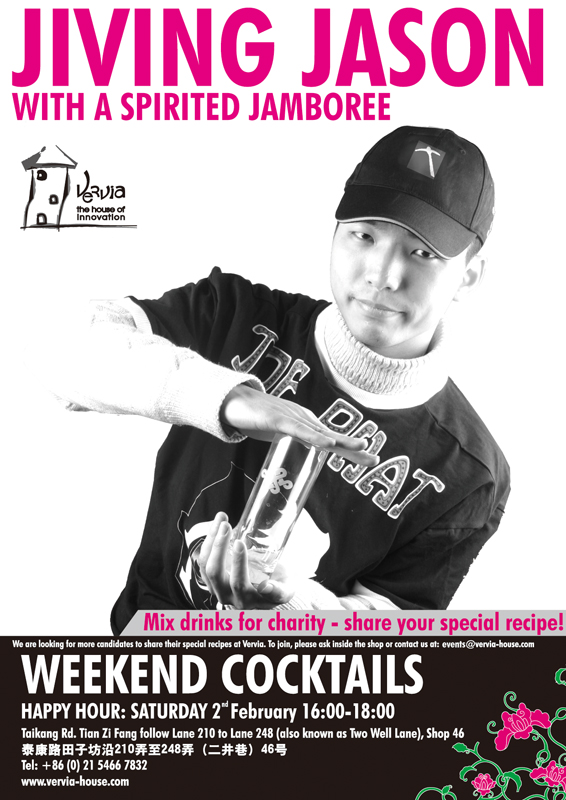 JIVING JASON
WITH A SPIRITED JAMBOREE
Vervia
the house of
innovation
JOE BOAT
Mix drinks for charity - share your special recipe!
We are looking for more candidates to share their special recipes at Vervia. To join, please ask inside the shop or contact us at: events@vervia-house.com
WEEKEND COCKTAILS
HAPPY HOUR: SATURDAY 2nd February 16:00-18:00
Taikang Rd. Tian Zi Fang follow Lane 210 to Lane 248 (also known as Two Well Lane), Shop 46
泰康路田子坊沿210弄至248弄 (二井巷) 46号
Tel: +86 (0) 21 5466 7832
www.vervia-house.com